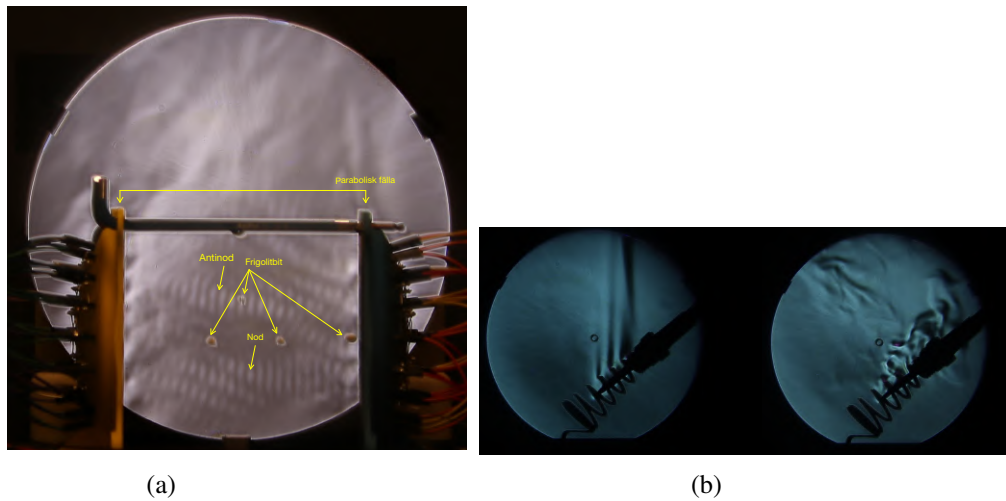 Parabolisk fälla
Antinod
Frigolitbit
Nod
(a)
(b)